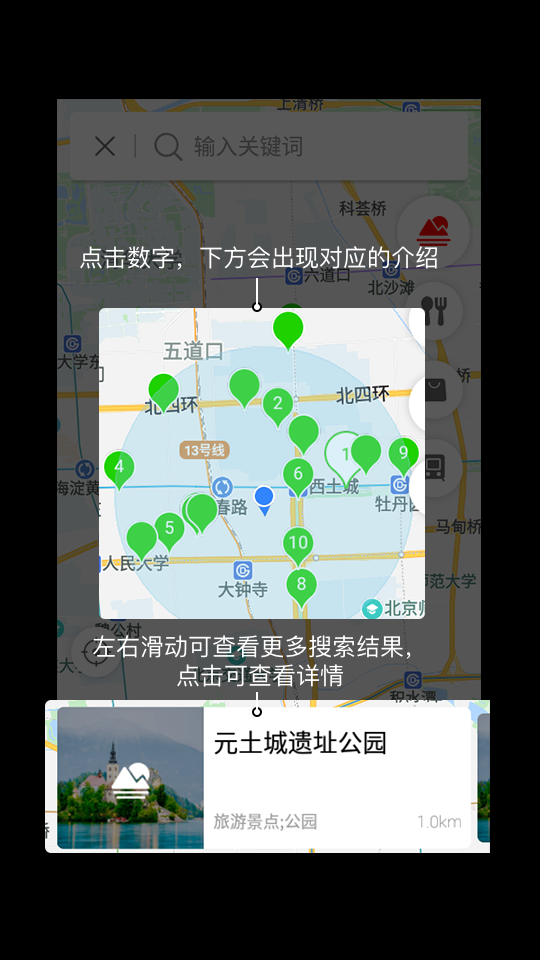 上清桥
输入关键词
科荟桥
点击数字，下方会出现对应的介绍
六道口
北沙滩
五道口
大学东
桥
北四环
北四环
2
13号线
1
9
4
6
西土城
海淀黄
春路
牡丹园
5
马甸桥
10
人民大学
大钟寺
8
师范大学
北京师
魏公村
左右滑动可查看更多搜索结果，
点击可查看详情
大
积水潭
元土城遗址公园
旅游景点;公园
1.0km
桥